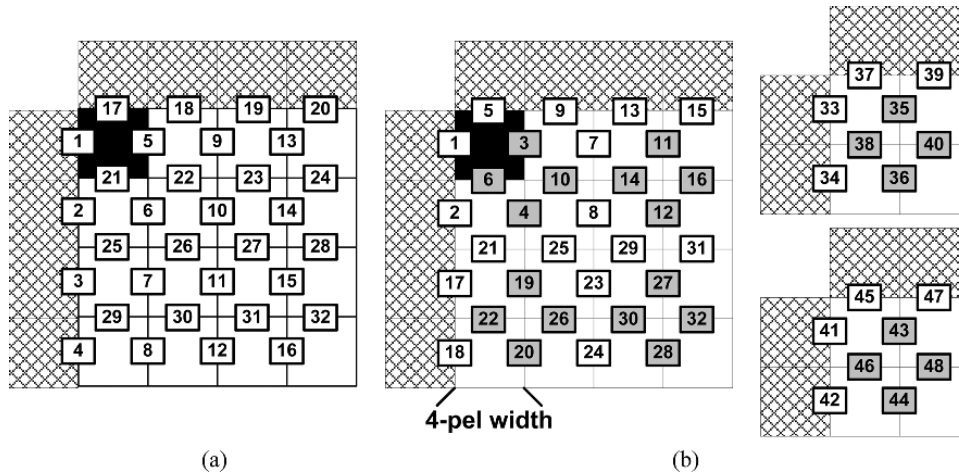 17 18 19 20
1 5 9 13
21 22 23 24
2 6 10 14
25 26 27 28
3 7 11 15
29 30 31 32
4 8 12 16
(a)
5 9 13 15
1 3 7 11
6 10 14 16
2 4 8 12
21 25 29 31
17 19 23 27
22 26 30 32
18 20 24 28
4-pel width
37 39
33 35
38 40
34 36
45 47
41 43
46 48
42 44
(b)